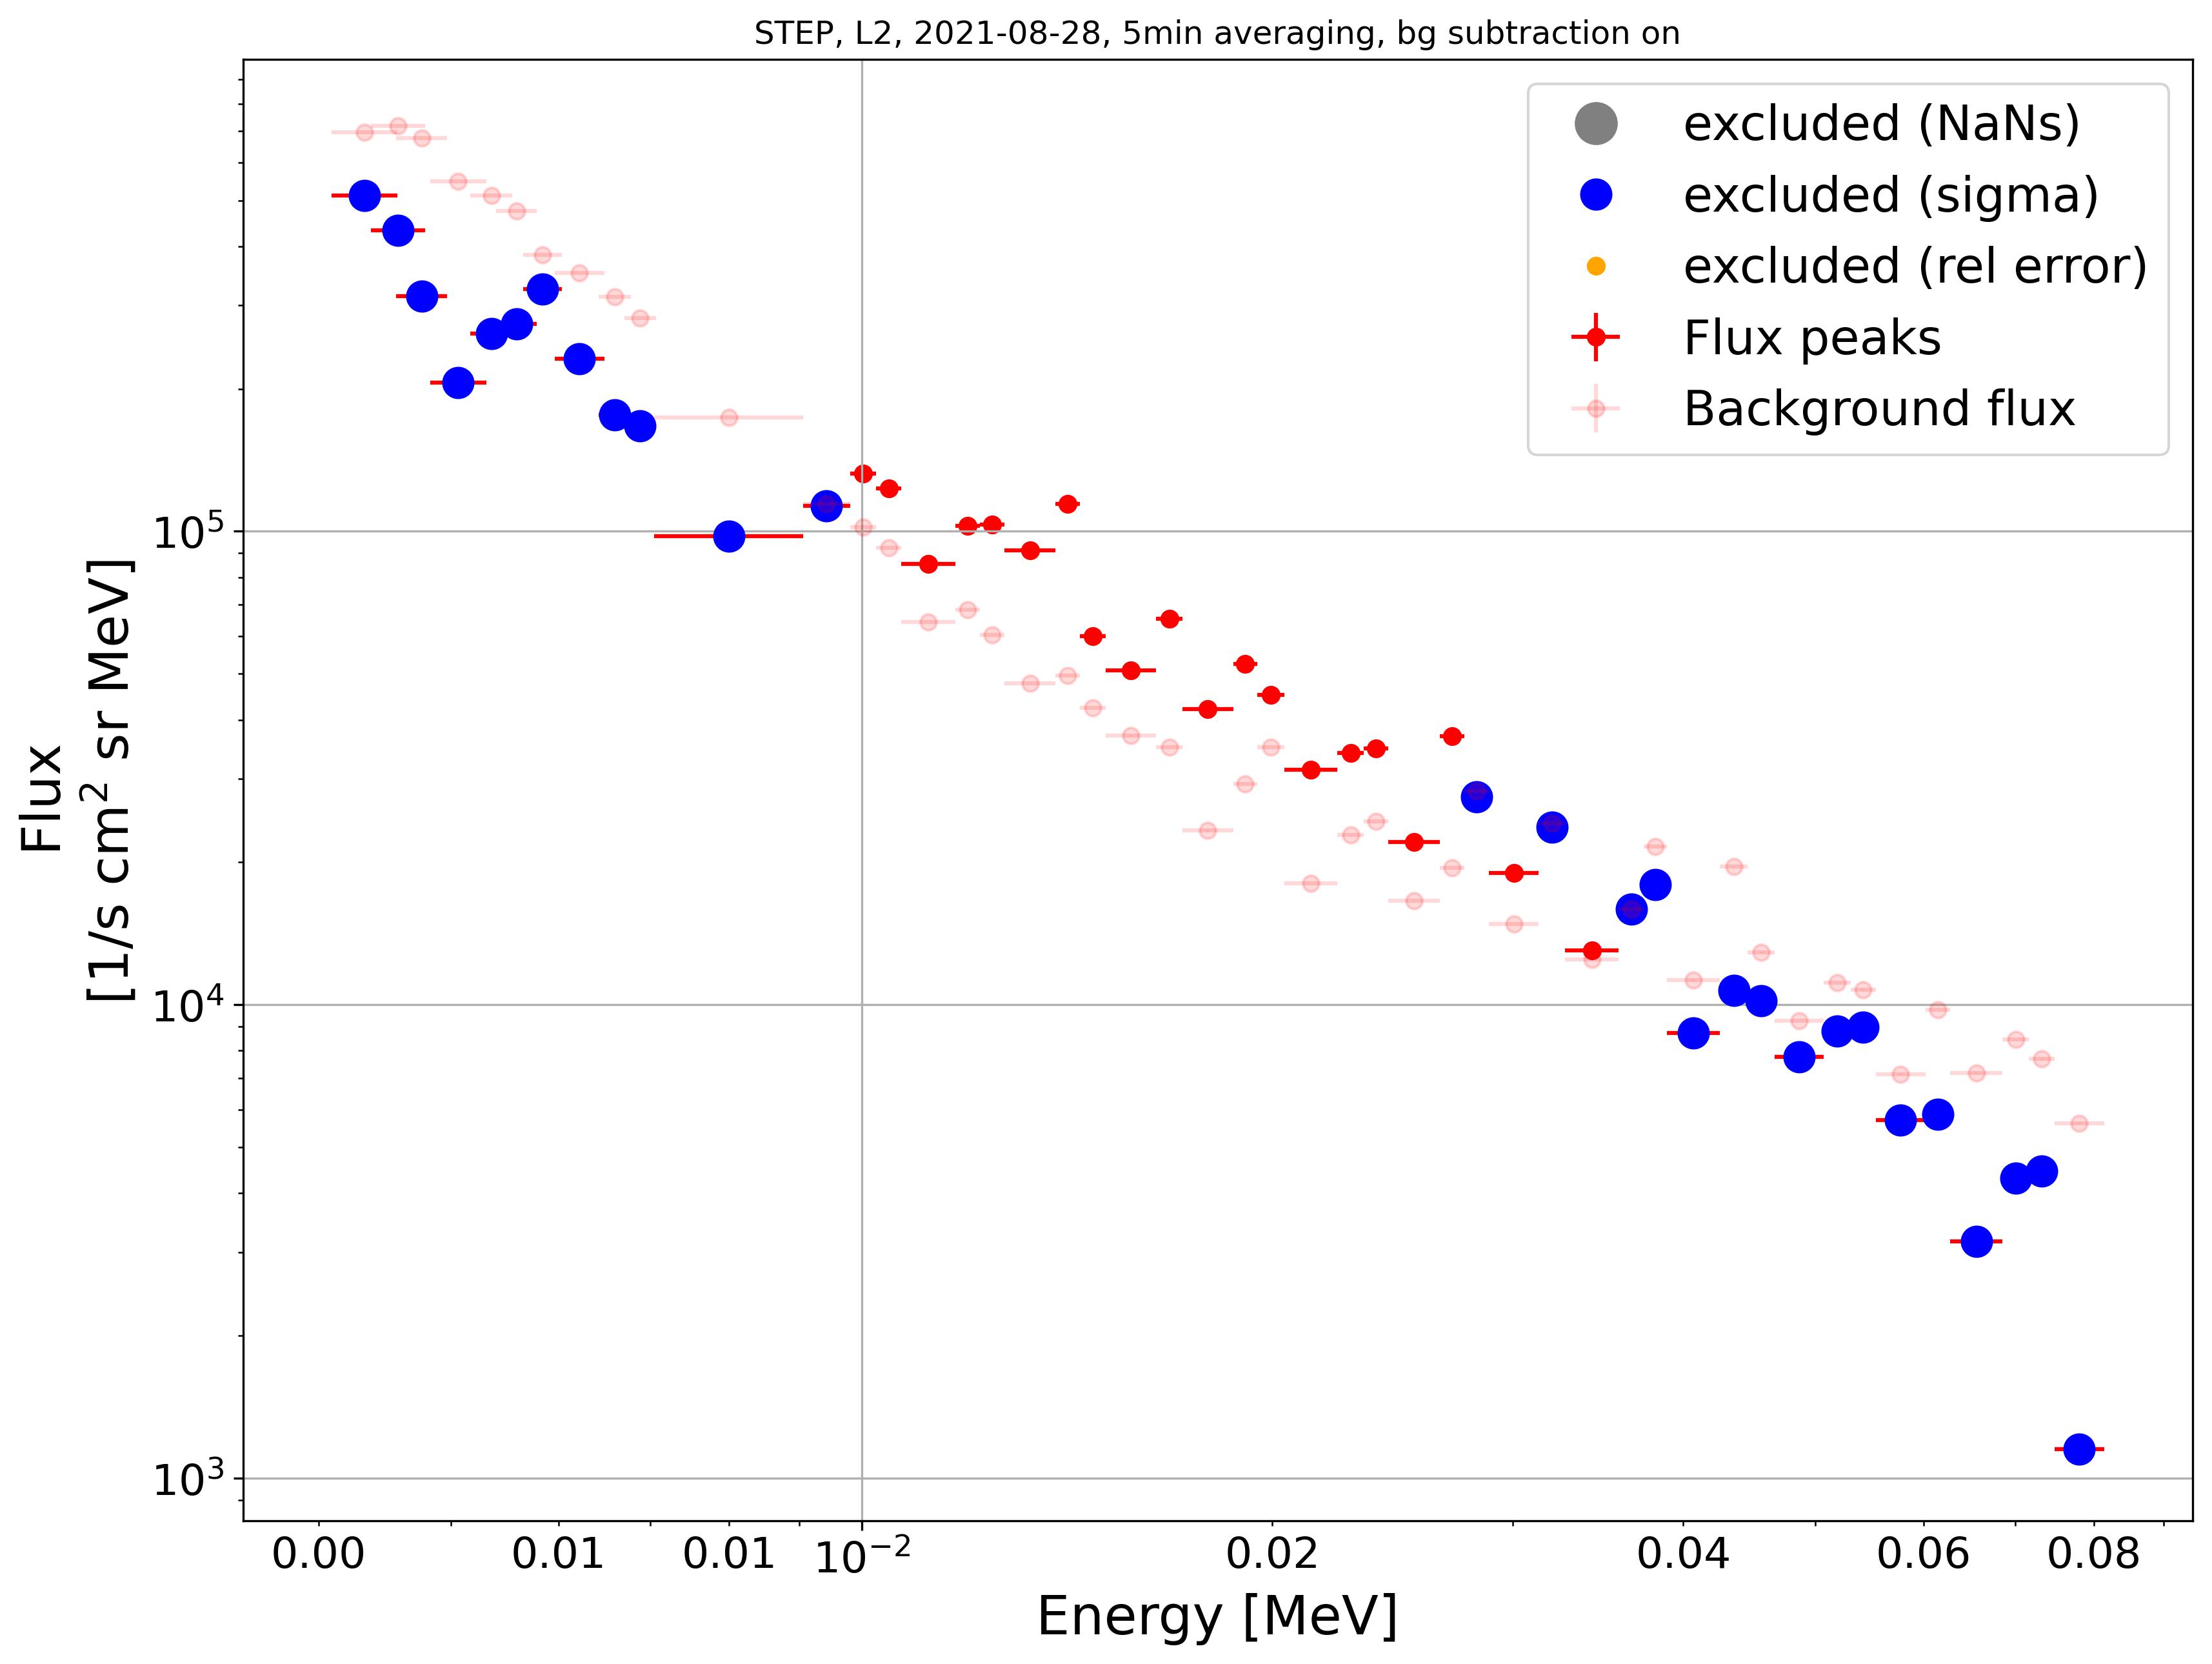 STEP, L2, 2021-08-28, 5min averaging, bg subtraction on
excluded (NaNs)
excluded (sigma)
excluded (rel error)
Flux peaks
Background flux
Flux
[1/s cm² sr MeV]
10⁵
10⁴
10³
0.00 0.01 0.01 10⁻² 0.02 0.04 0.06 0.08
Energy [MeV]